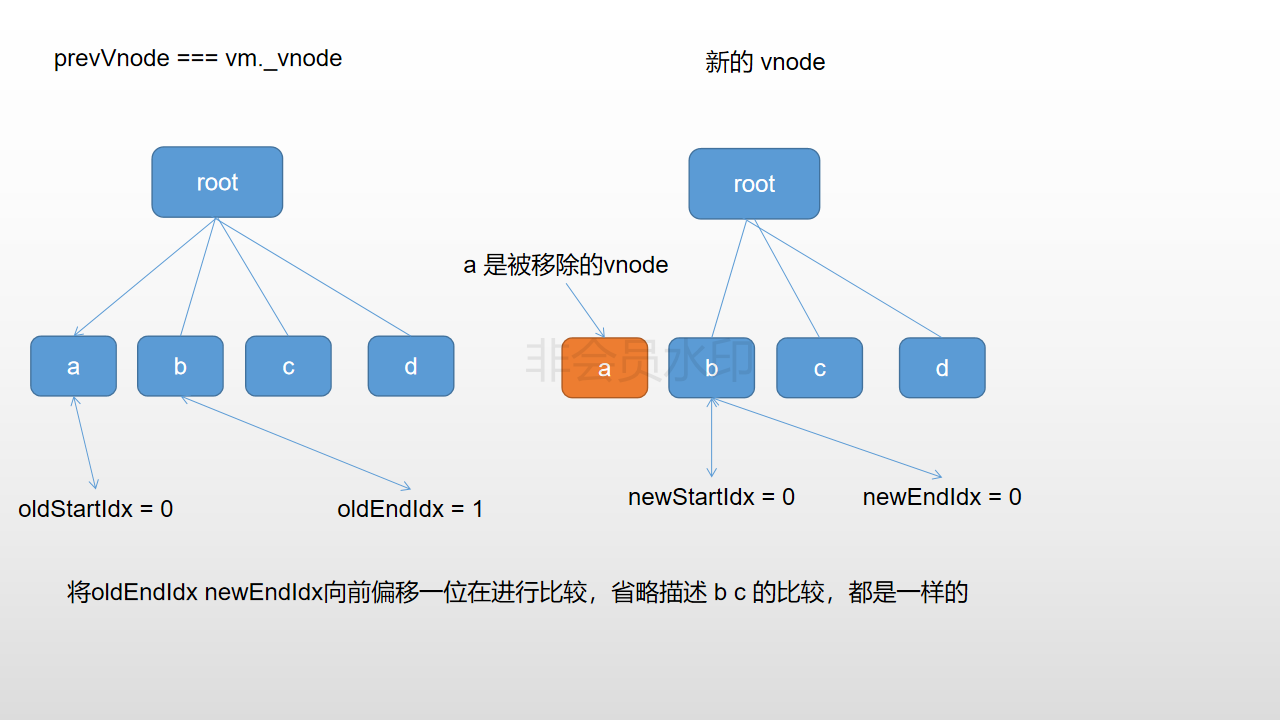 prevVnode === vm._vnode
新的 vnode
root
root
a 是被移除的vnode
a
b
c
d
a
b
c
d
非会员水印
oldStartIdx = 0
oldEndIdx = 1
newStartIdx = 0
newEndIdx = 0
将oldEndIdx newEndIdx向前偏移一位在进行比较，省略描述 b c 的比较，都是一样的